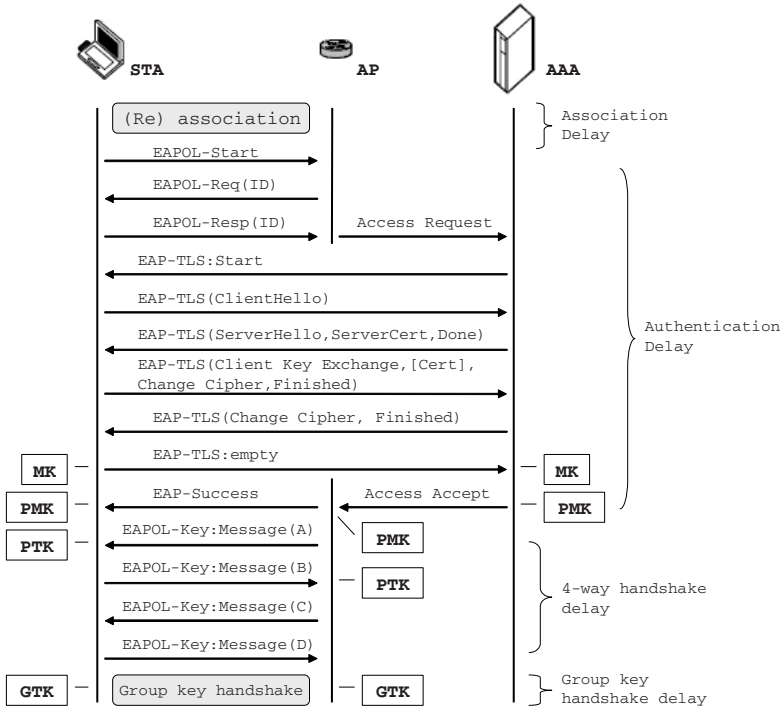 STA
AP
AAA
(Re) association
Association
Delay
EAPOL-Start
EAPOL-Req(ID)
EAPOL-Resp(ID)
Access Request
EAP-TLS:Start
EAP-TLS(ClientHello)
EAP-TLS(ServerHello,ServerCert,Done)
Authentication
Delay
EAP-TLS(Client Key Exchange,[Cert],
Change Cipher,Finished)
EAP-TLS(Change Cipher, Finished)
EAP-TLS:empty
MK
MK
EAP-Success
Access Accept
PMK
PMK
EAPOL-Key:Message(A)
PMK
PTK
EAPOL-Key:Message(B)
PTK
4-way handshake
delay
EAPOL-Key:Message(C)
EAPOL-Key:Message(D)
GTK
Group key handshake
GTK
Group key
handshake delay